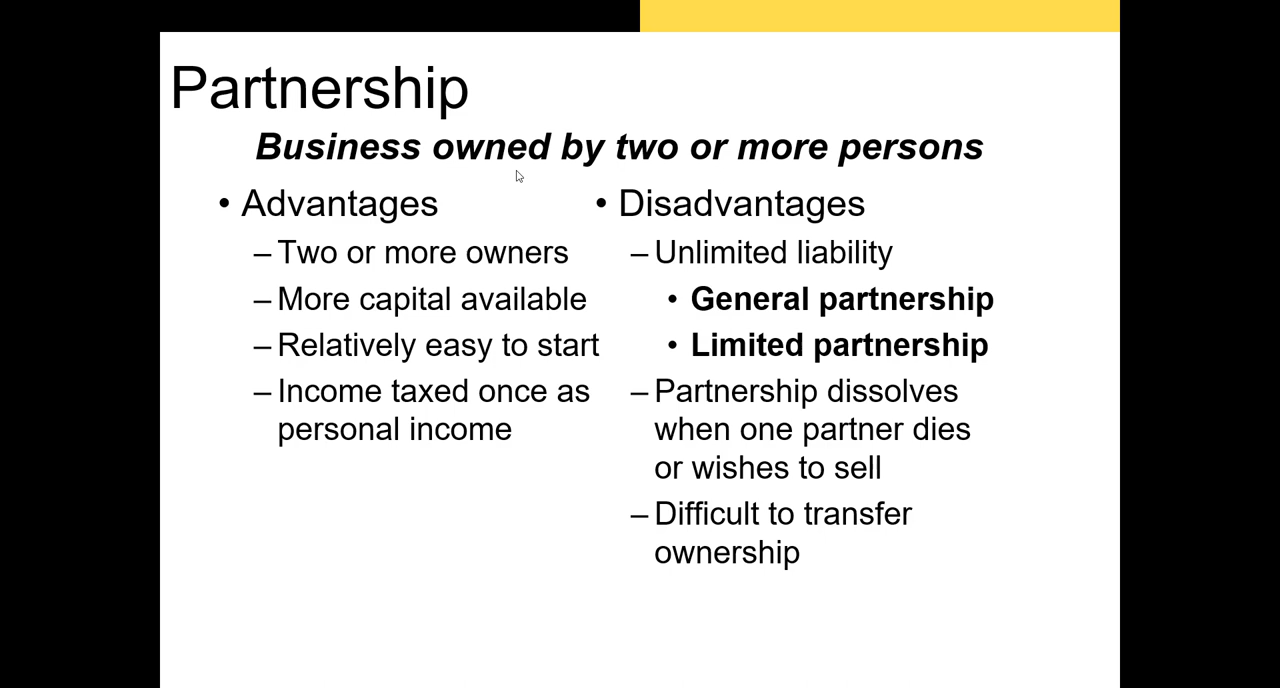 Partnership
Business owned by two or more persons
• Advantages
– Two or more owners
– More capital available
– Relatively easy to start
– Income taxed once as
personal income
• Disadvantages
– Unlimited liability
• General partnership
• Limited partnership
– Partnership dissolves
when one partner dies
or wishes to sell
– Difficult to transfer
ownership